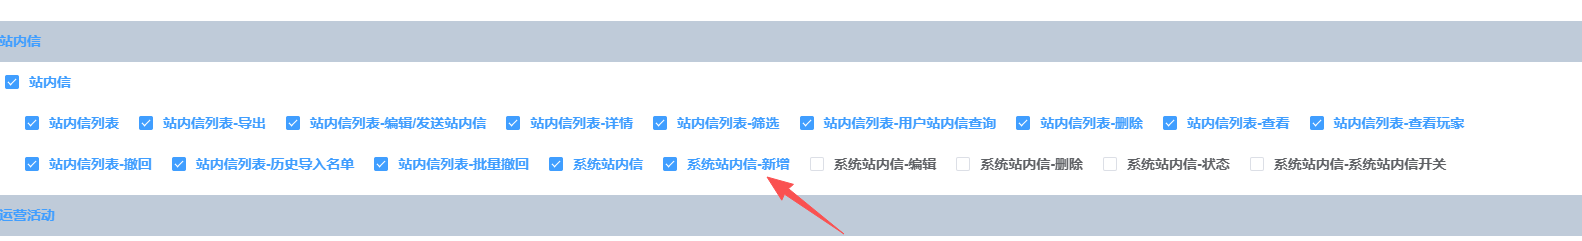 站内信
站内信
站内信列表 站内信列表-导出 站内信列表-编辑/发送站内信 站内信列表-详情 站内信列表-筛选 站内信列表-用户站内信查询 站内信列表-删除 站内信列表-查看 站内信列表-查看玩家
站内信列表-撤回 站内信列表-历史导入名单 站内信列表-批量撤回 系统站内信 系统站内信-新增 系统站内信-编辑 系统站内信-删除 系统站内信-状态 系统站内信-系统站内信开关
运营活动